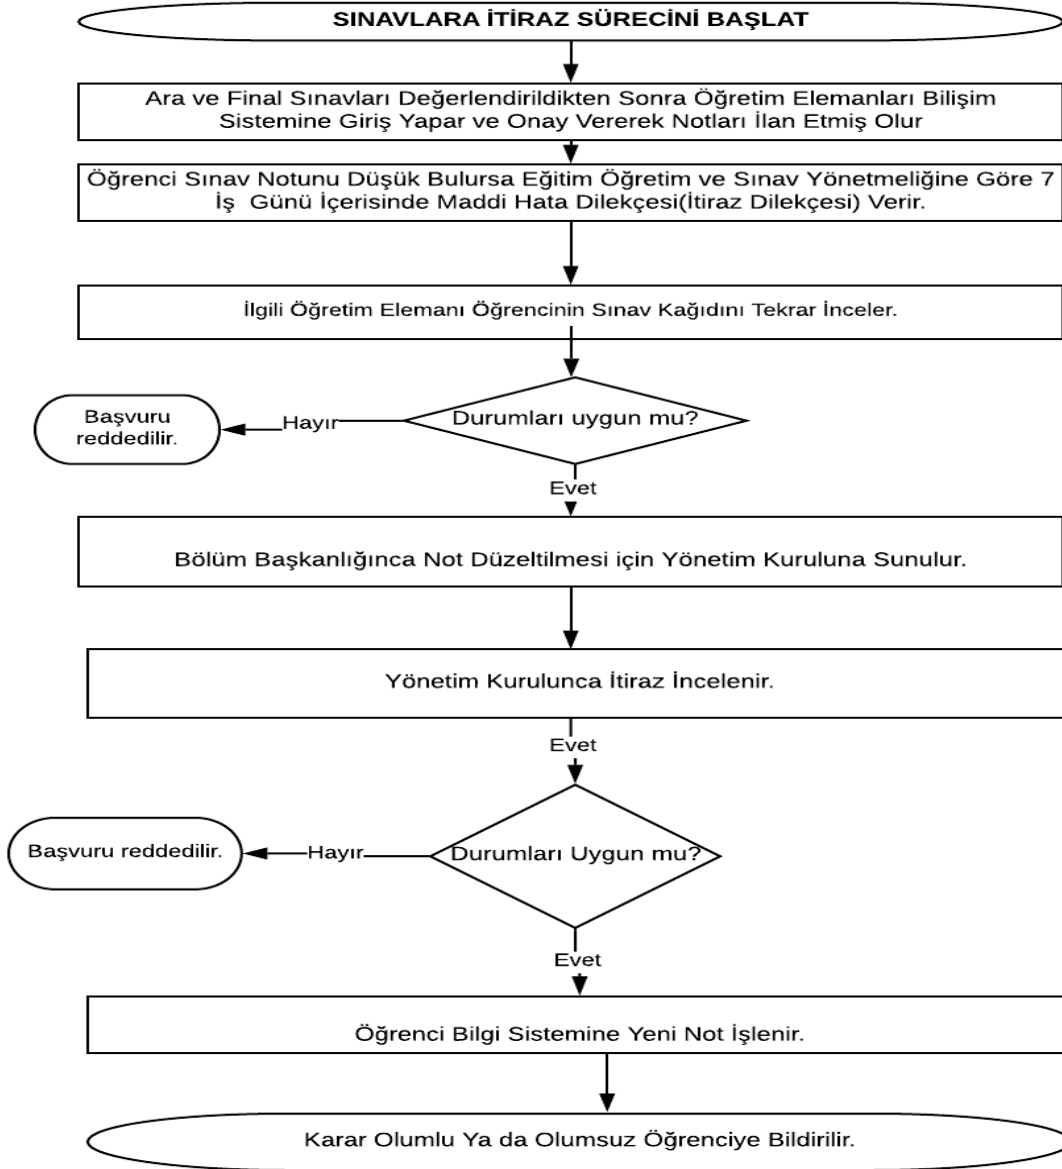 SINAVLARA İTİRAZ SÜRECİNİ BAŞLAT
Ara ve Final Sınavları Değerlendirildikten Sonra Öğretim Elemanları Bilişim
Sistemine Giriş Yapar ve Onay Vererek Notları İlan Etmiş Olur
Öğrenci Sınav Notunu Düşük Bulursa Eğitim Öğretim ve Sınav Yönetmeliğine Göre 7
İş Günü İçerisinde Maddi Hata Dilekçesi(İtiraz Dilekçesi) Verir.
İlgili Öğretim Elemanı Öğrencinin Sınav Kağıdını Tekrar İnceler.
Durumları uygun mu?
Hayır
Başvuru
reddedilir.
Evet
Bölüm Başkanlığınca Not Düzeltilmesi için Yönetim Kuruluna Sunulur.
Yönetim Kurulunca İtiraz İncelenir.
Evet
Durumları Uygun mu?
Hayır
Başvuru reddedilir.
Evet
Öğrenci Bilgi Sistemine Yeni Not İşlenir.
Karar Olumlu Ya da Olumsuz Öğrenciye Bildirilir.